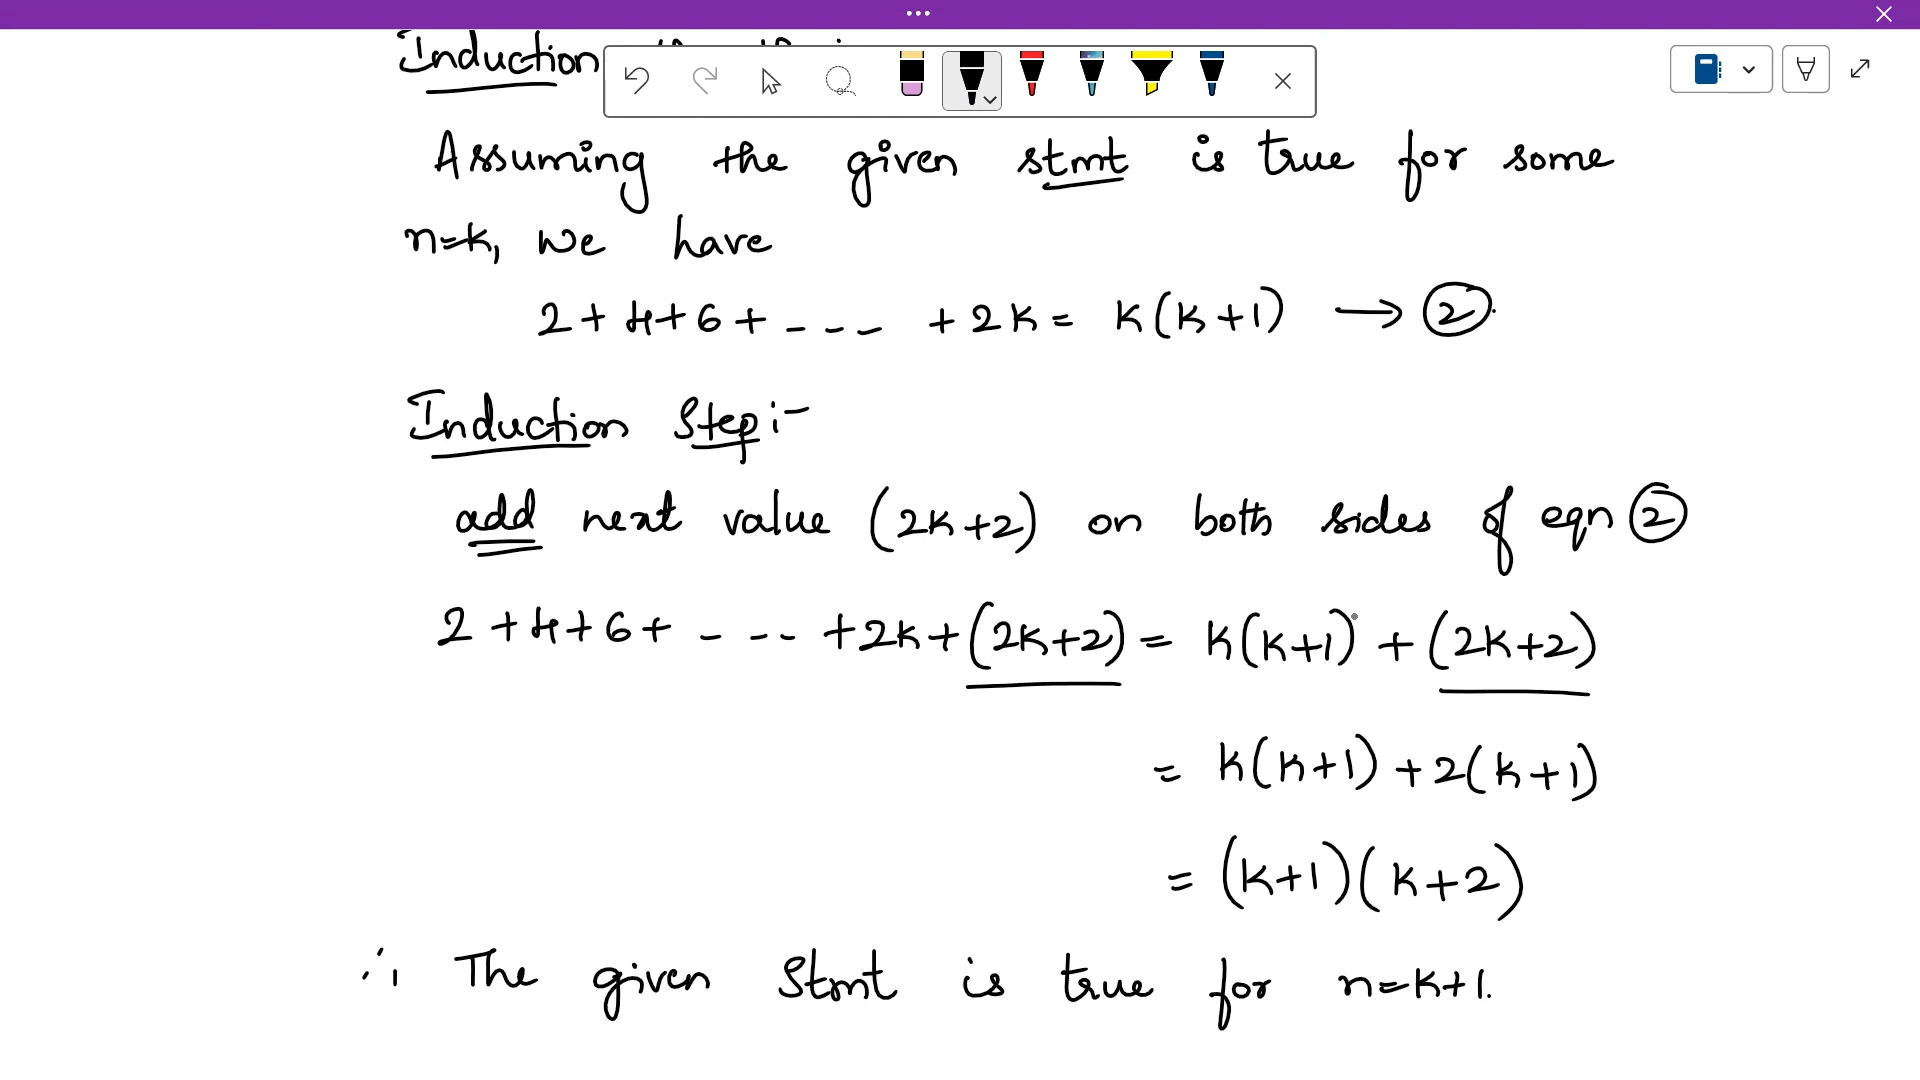 Induction
Assuming the given stmt is true for some
n=k, we have
2+4+6+ - - - +2k = k(k+1) → ②.
Induction Step:-
add next value (2k+2) on both sides of eqn ②
2+4+6+ - - - +2k+(2k+2) = k(k+1) + (2k+2)
= k(k+1)+2(k+1)
= (k+1)(k+2)
∴ The given Stmt is true for n=k+1.